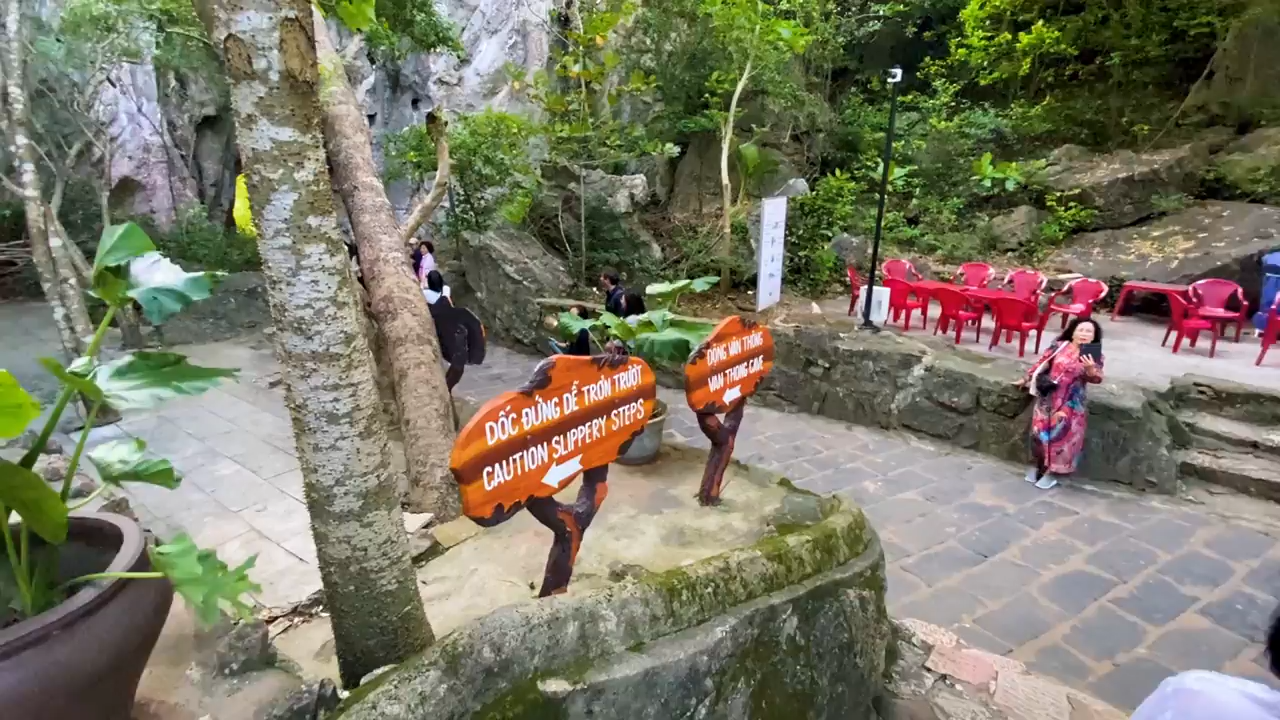 DỐC ĐỨNG DỄ TRƠN TRƯỢT
CAUTION SLIPPERY STEPS
ĐỘNG VÂN THÔNG
VAN THONG CAVE